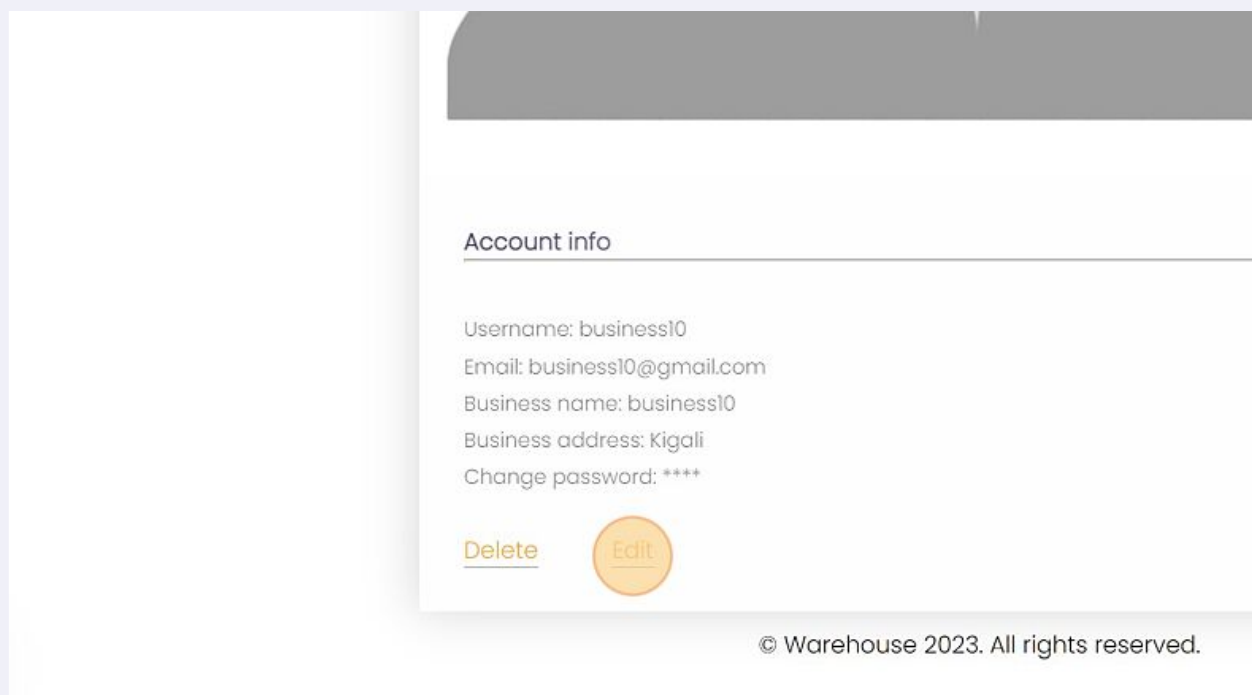 Account info
Username: business10
Email: business10@gmail.com
Business name: business10
Business address: Kigali
Change password: ****
Delete Edit
© Warehouse 2023. All rights reserved.